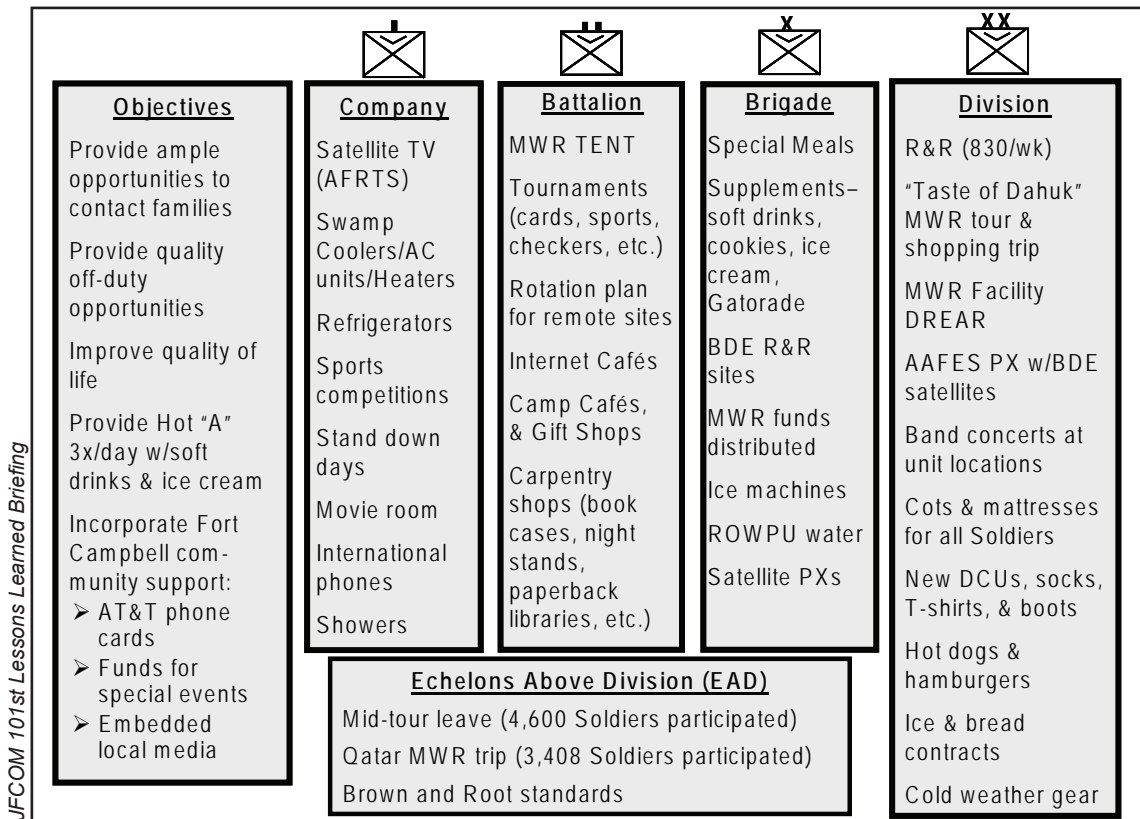 Objectives
Provide ample
opportunities to
contact families
Provide quality
off-duty
opportunities
Improve quality of
life
Provide Hot “A”
3x/day w/soft
drinks & ice cream
Incorporate Fort
Campbell com-
munity support:
➢ AT&T phone
cards
➢ Funds for
special events
➢ Embedded
local media
I
Company
Satellite TV
(AFRTS)
Swamp
Coolers/AC
units/Heaters
Refrigerators
Sports
competitions
Stand down
days
Movie room
International
phones
Showers
II
Battalion
MWR TENT
Tournaments
(cards, sports,
checkers, etc.)
Rotation plan
for remote sites
Internet Cafés
Camp Cafés,
& Gift Shops
Carpentry
shops (book
cases, night
stands,
paperback
libraries, etc.)
X
Brigade
Special Meals
Supplements–
soft drinks,
cookies, ice
cream,
Gatorade
BDE R&R
sites
MWR funds
distributed
Ice machines
ROWPU water
Satellite PXs
XX
Division
R&R (830/wk)
“Taste of Dahuk”
MWR tour &
shopping trip
MWR Facility
DREAR
AAFES PX w/BDE
satellites
Band concerts at
unit locations
Cots & mattresses
for all Soldiers
New DCUs, socks,
T-shirts, & boots
Hot dogs &
hamburgers
Ice & bread
contracts
Cold weather gear
Echelons Above Division (EAD)
Mid-tour leave (4,600 Soldiers participated)
Qatar MWR trip (3,408 Soldiers participated)
Brown and Root standards
JFCOM 101st Lessons Learned Briefing